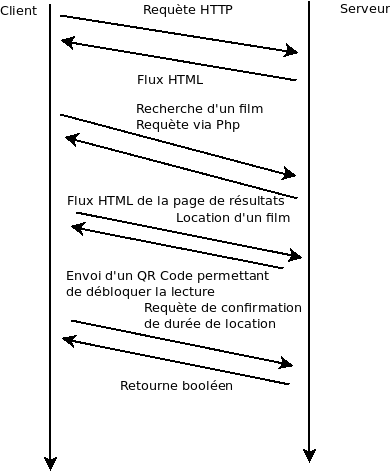 Client
Requète HTTP
Serveur
Flux HTML
Recherche d'un film
Requète via Php
Flux HTML de la page de résultats
Location d'un film
Envoi d'un QR Code permettant
de débloquer la lecture
Requète de confirmation
de durée de location
Retourne booléen